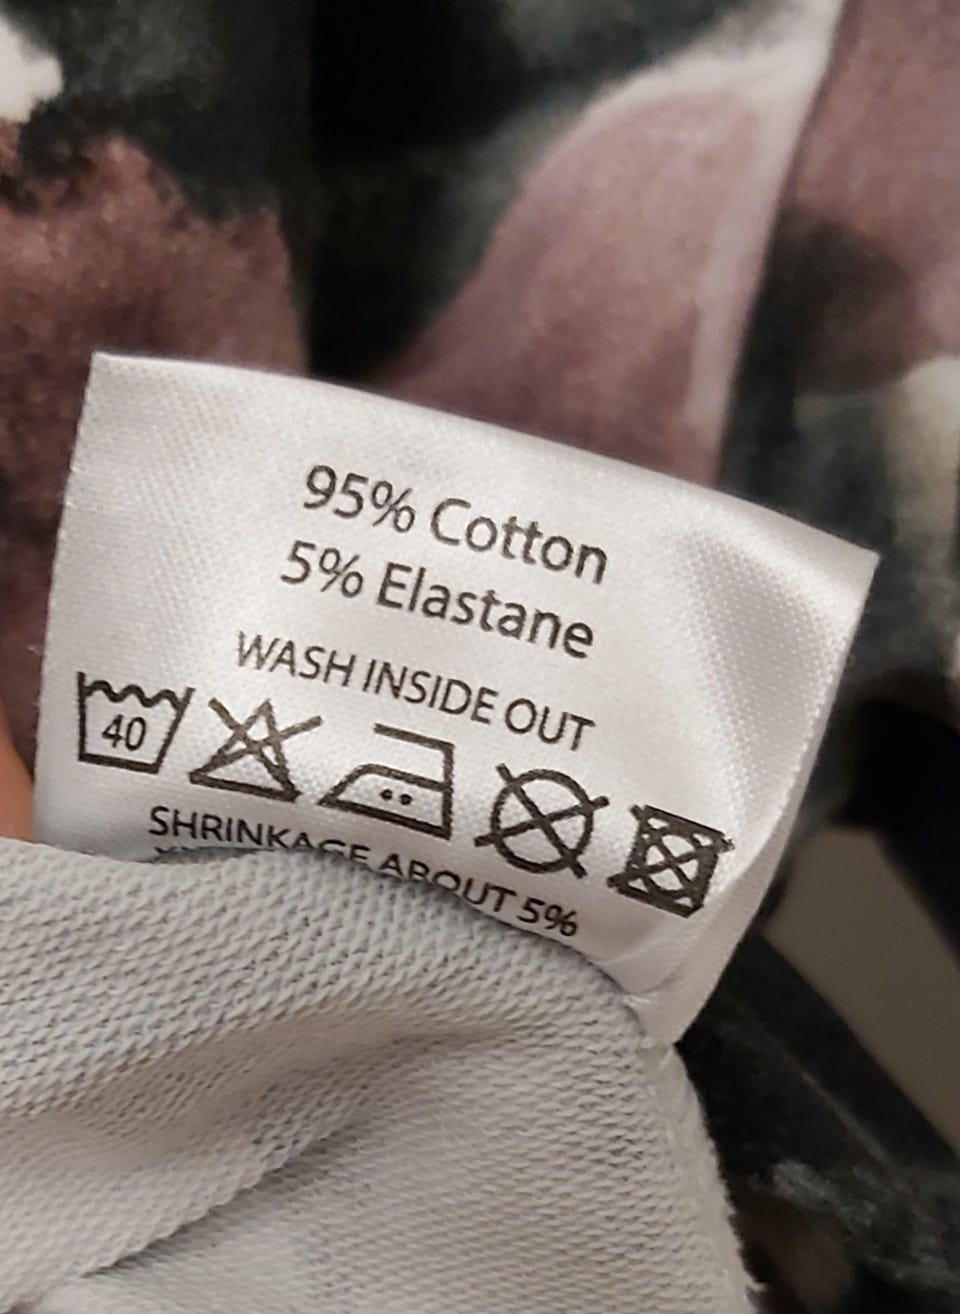 95% Cotton
5% Elastane
WASH INSIDE OUT
40
SHRINKAGE ABOUT 5%